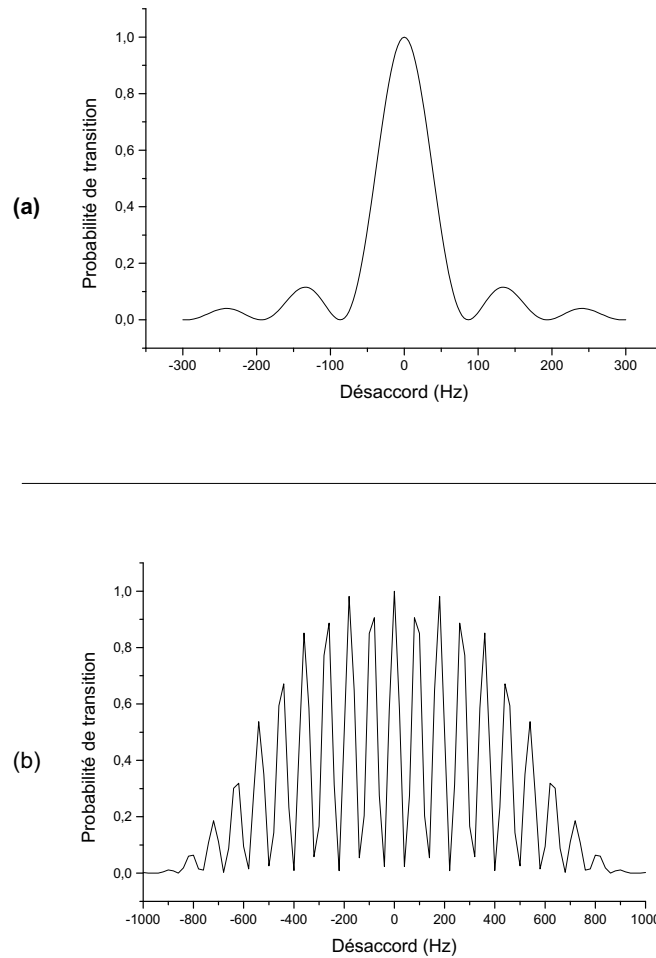 1,0
0,8
0,6
0,4
0,2
0,0
Probabilité de transition
(a)
-300 -200 -100 0 100 200 300
Désaccord (Hz)
1,0
0,8
0,6
0,4
0,2
0,0
Probabilité de transition
(b)
-1000 -800 -600 -400 -200 0 200 400 600 800 1000
Désaccord (Hz)